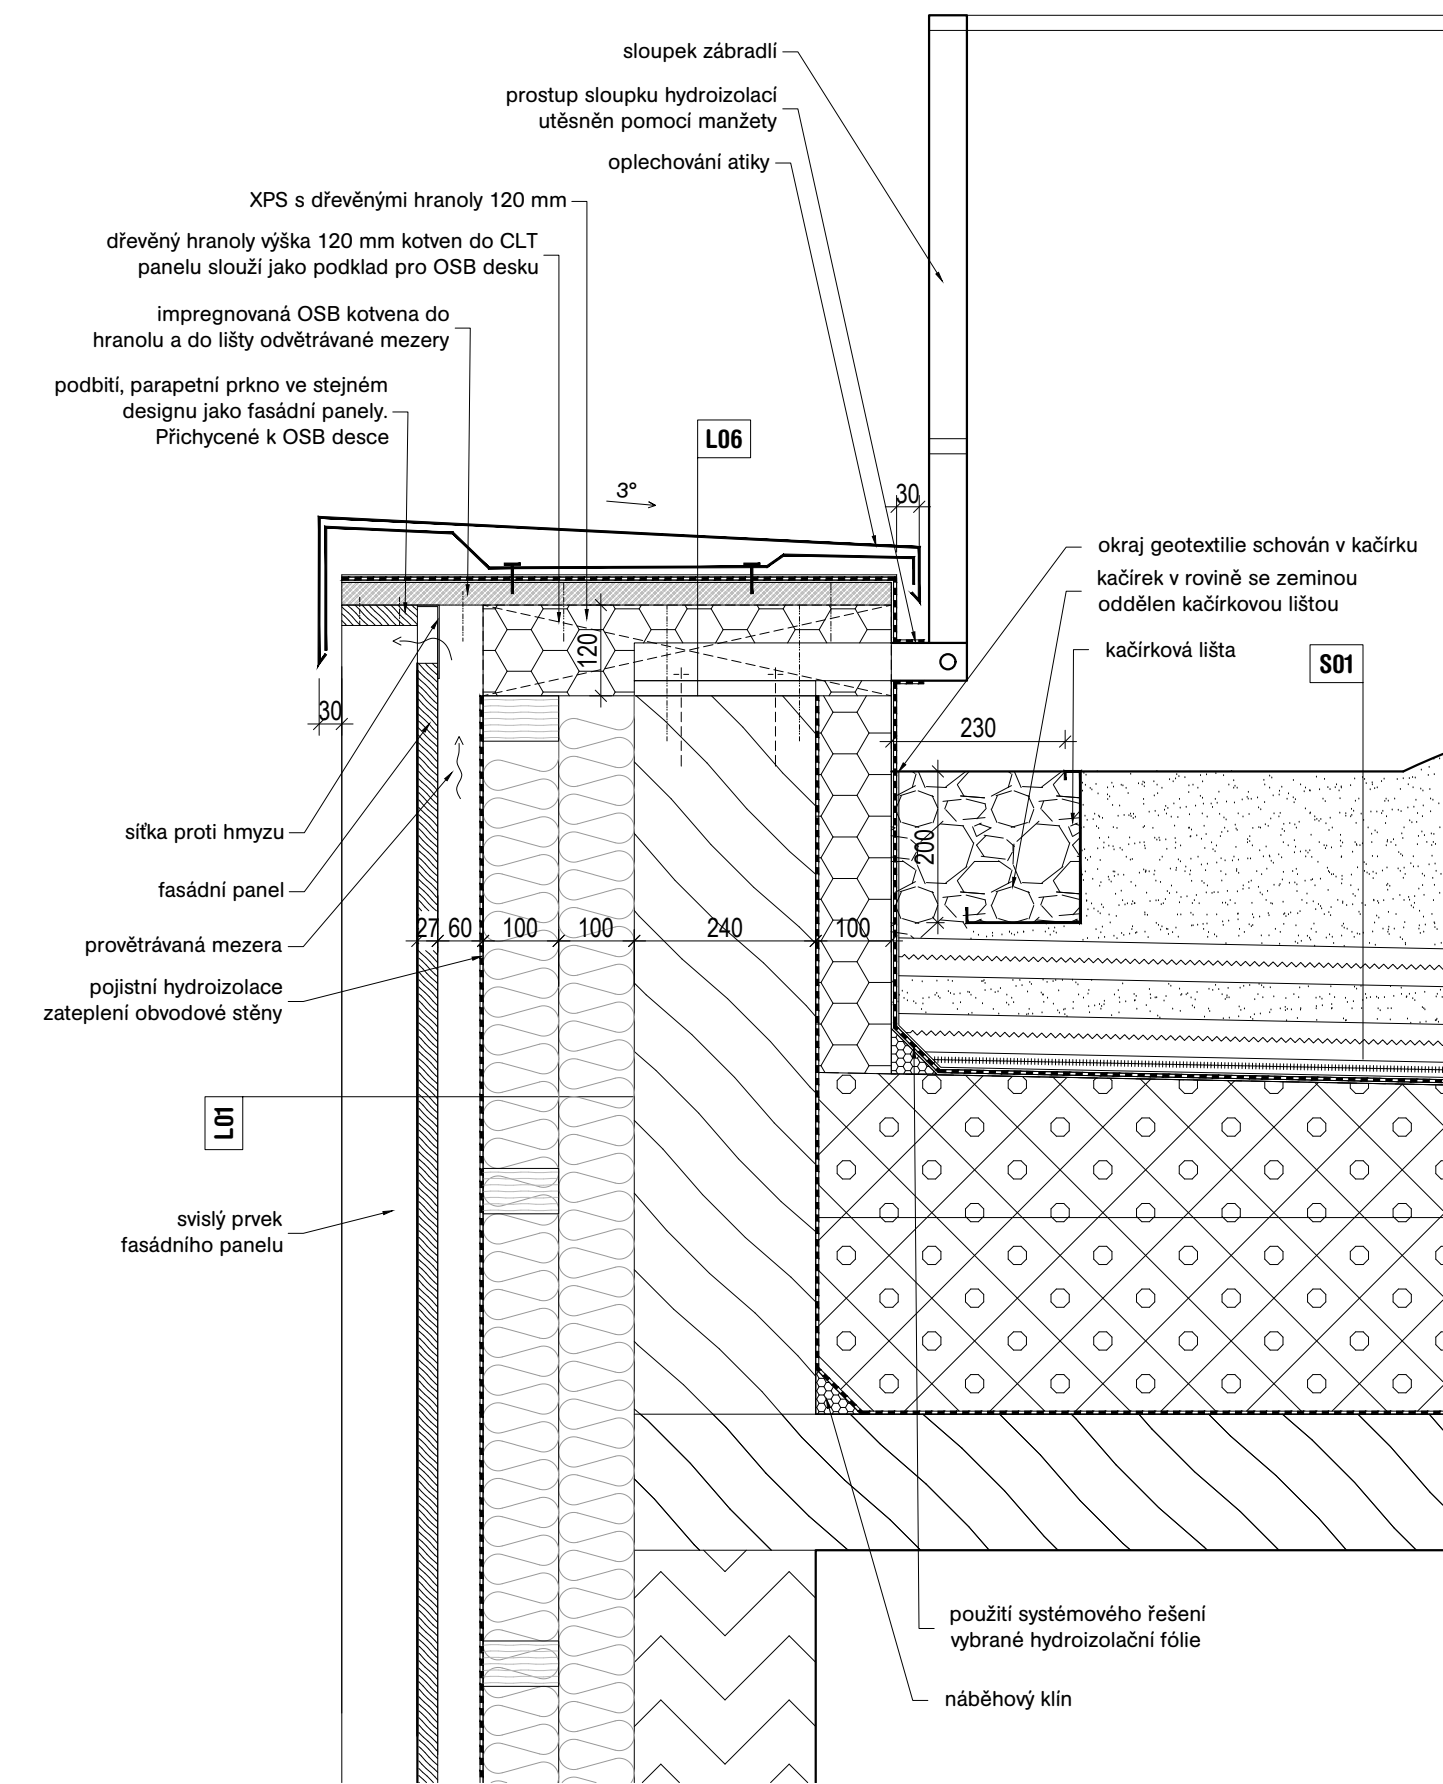 sloupek zábradlí
prostup sloupku hydroizolací
utěsněn pomocí manžety
oplechování atiky
XPS s dřevěnými hranoly 120 mm
dřevěný hranoly výška 120 mm kotven do CLT
panelu slouží jako podklad pro OSB desku
impregnovaná OSB kotvena do
hranolu a do lišty odvětrávané mezery
podbití, parapetní prkno ve stejném
designu jako fasádní panely.
Přichycené k OSB desce
L06
3°
30
okraj geotextilie schován v kačírku
kačírek v rovině se zeminou
oddělen kačírkovou lištou
kačírková lišta
S01
120
30
230
200
síťka proti hmyzu
fasádní panel
provětrávaná mezera
pojistní hydroizolace
zateplení obvodové stěny
27 60 100 100 240 100
L01
svislý prvek
fasádního panelu
použití systémového řešení
vybrané hydroizolační fólie
náběhový klín